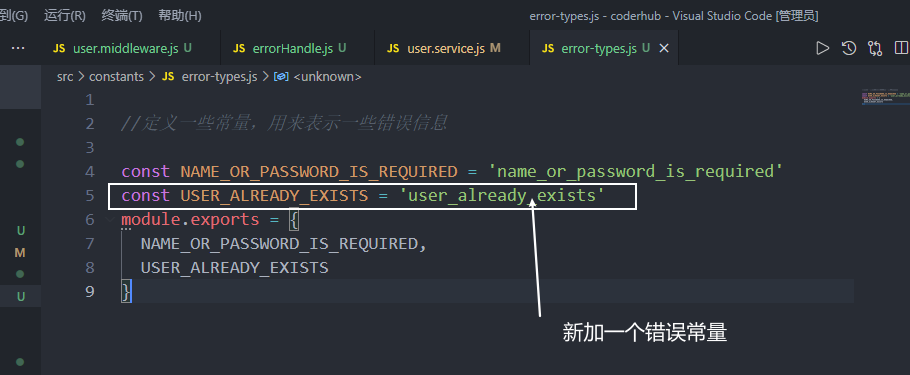 到(G) 运行(R) 终端(T) 帮助(H) error-types.js - coderhub - Visual Studio Code [管理员]
··· JS user.middleware.js U JS errorHandle.js U JS user.service.js M JS error-types.js U ×
src > constants > JS error-types.js > <unknown>
1
2 //定义一些常量，用来表示一些错误信息
3
4 const NAME_OR_PASSWORD_IS_REQUIRED = 'name_or_password_is_required'
5 const USER_ALREADY_EXISTS = 'user_already_exists'
U 6 module.exports = {
M 7 NAME_OR_PASSWORD_IS_REQUIRED,
8 USER_ALREADY_EXISTS
U 9 }
新加一个错误常量